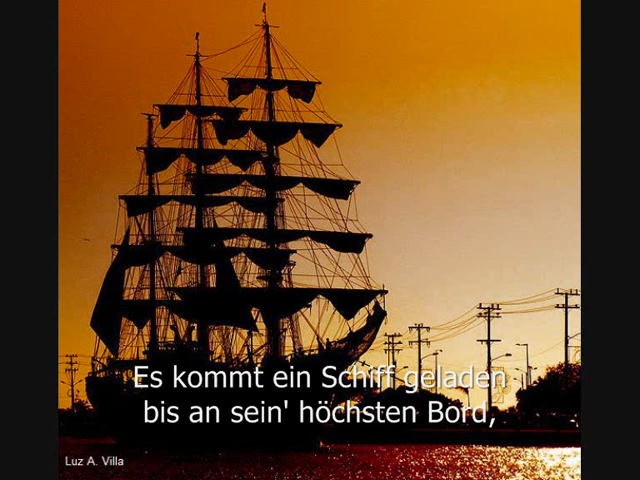 Es kommt ein Schiff geladen
bis an sein' höchsten Bord,
Luz A. Villa